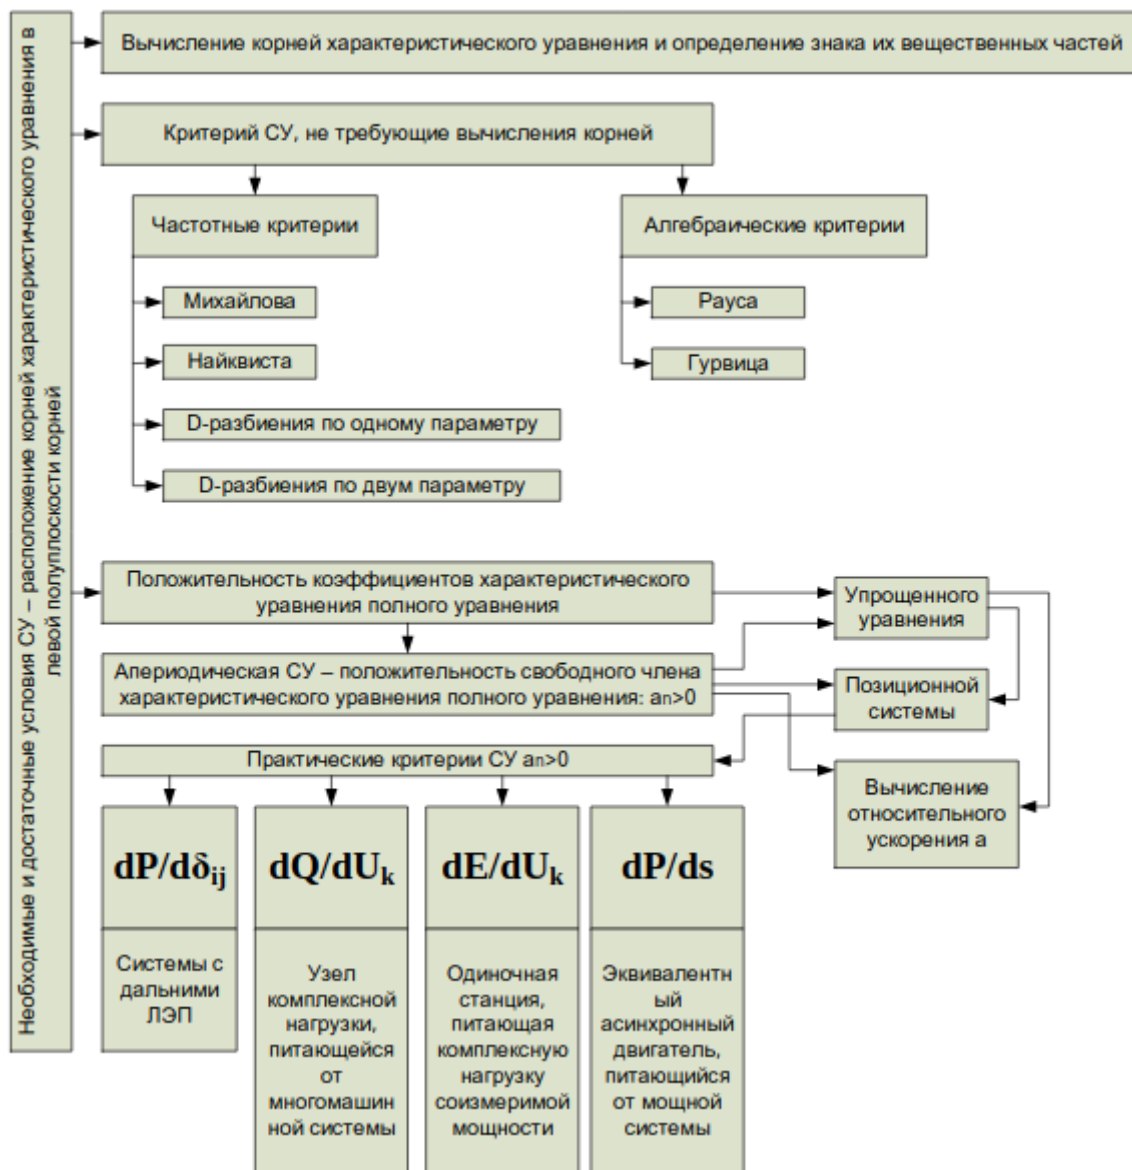 Необходимые и достаточные условия СУ – расположение корней характеристического уравнения в
левой полуплоскости корней
Вычисление корней характеристического уравнения и определение знака их вещественных частей
Критерий СУ, не требующие вычисления корней
Частотные критерии
Михайлова
Найквиста
D-разбиения по одному параметру
D-разбиения по двум параметру
Алгебраические критерии
Рауса
Гурвица
Положительность коэффициентов характеристического
уравнения полного уравнения
Упрощенного
уравнения
Апериодическая СУ – положительность свободного члена
характеристического уравнения полного уравнения: an>0
Позиционной
системы
Практические критерии СУ an>0
Вычисление
относительного
ускорения a
dP/dδij
Системы с
дальними
ЛЭП
dQ/dUk
Узел
комплексной
нагрузки,
питающейся
от
многомашин
ной системы
dE/dUk
Одиночная
станция,
питающая
комплексную
нагрузку
соизмеримой
мощности
dP/ds
Эквивалентн
ый
асинхронный
двигатель,
питающийся
от мощной
системы